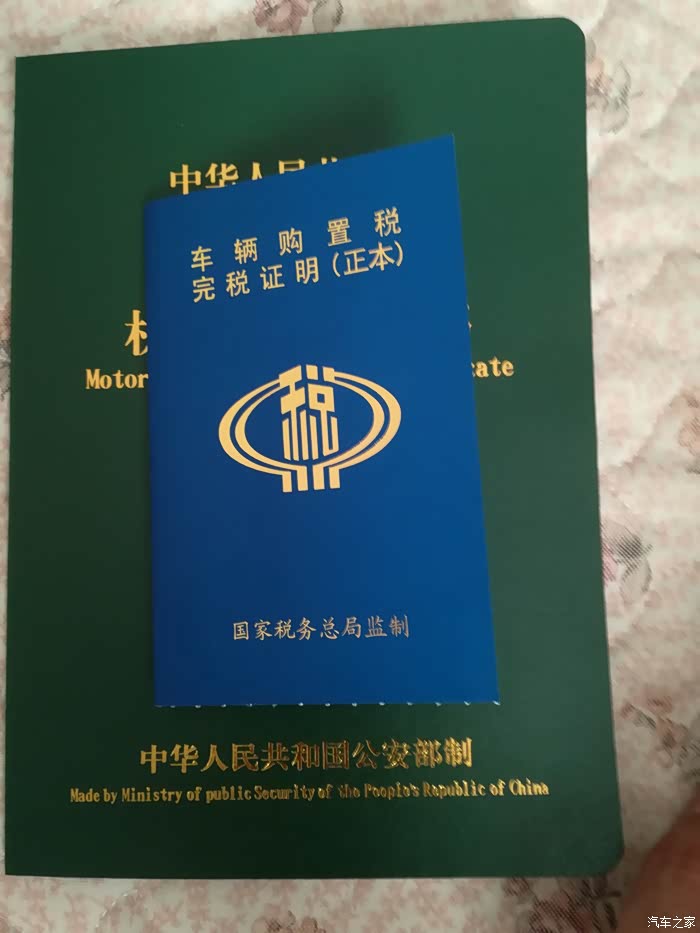 中华人民共
车辆购置税
完税证明(正本)
Motor
cate
税
国家税务总局监制
中华人民共和国公安部制
Made by Ministry of public Security of the People's Republic of China
汽车之家